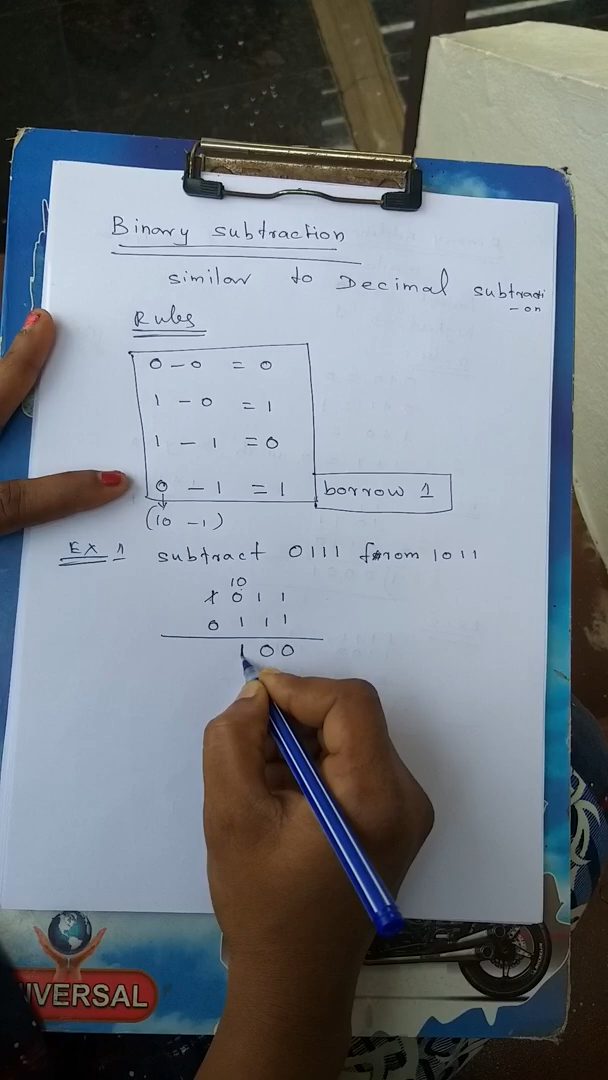 Binary subtraction
similar to Decimal subtracti
-on
Rules
0 - 0 = 0
1 - 0 = 1
1 - 1 = 0
0 - 1 = 1 borrow 1
(10 - 1)
EX 1 subtract 0111 from 1011
10
1 0 1 1
0 1 1 1
1 0 0
IVERSAL